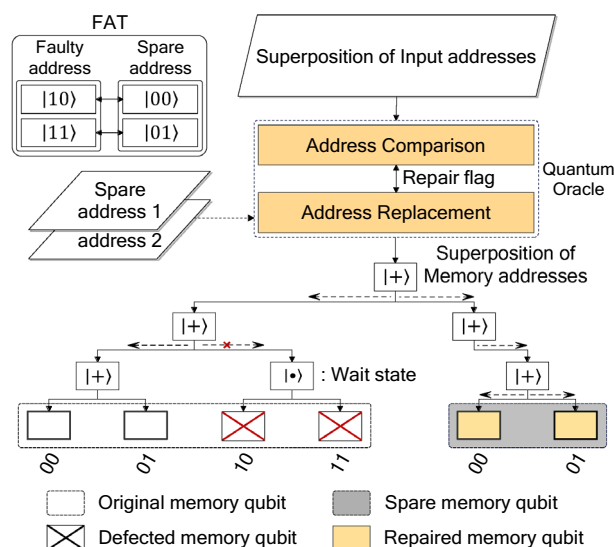 FAT
Faulty address
Spare address
|10⟩
|00⟩
|11⟩
|01⟩
Superposition of Input addresses
Address Comparison
Repair flag
Address Replacement
Quantum
Oracle
Spare
address 1
address 2
Superposition of
Memory addresses
|+⟩
|+⟩
|+⟩
|+⟩
|•⟩
: Wait state
|+⟩
00
01
10
11
00
01
Original memory qubit
Spare memory qubit
Defected memory qubit
Repaired memory qubit